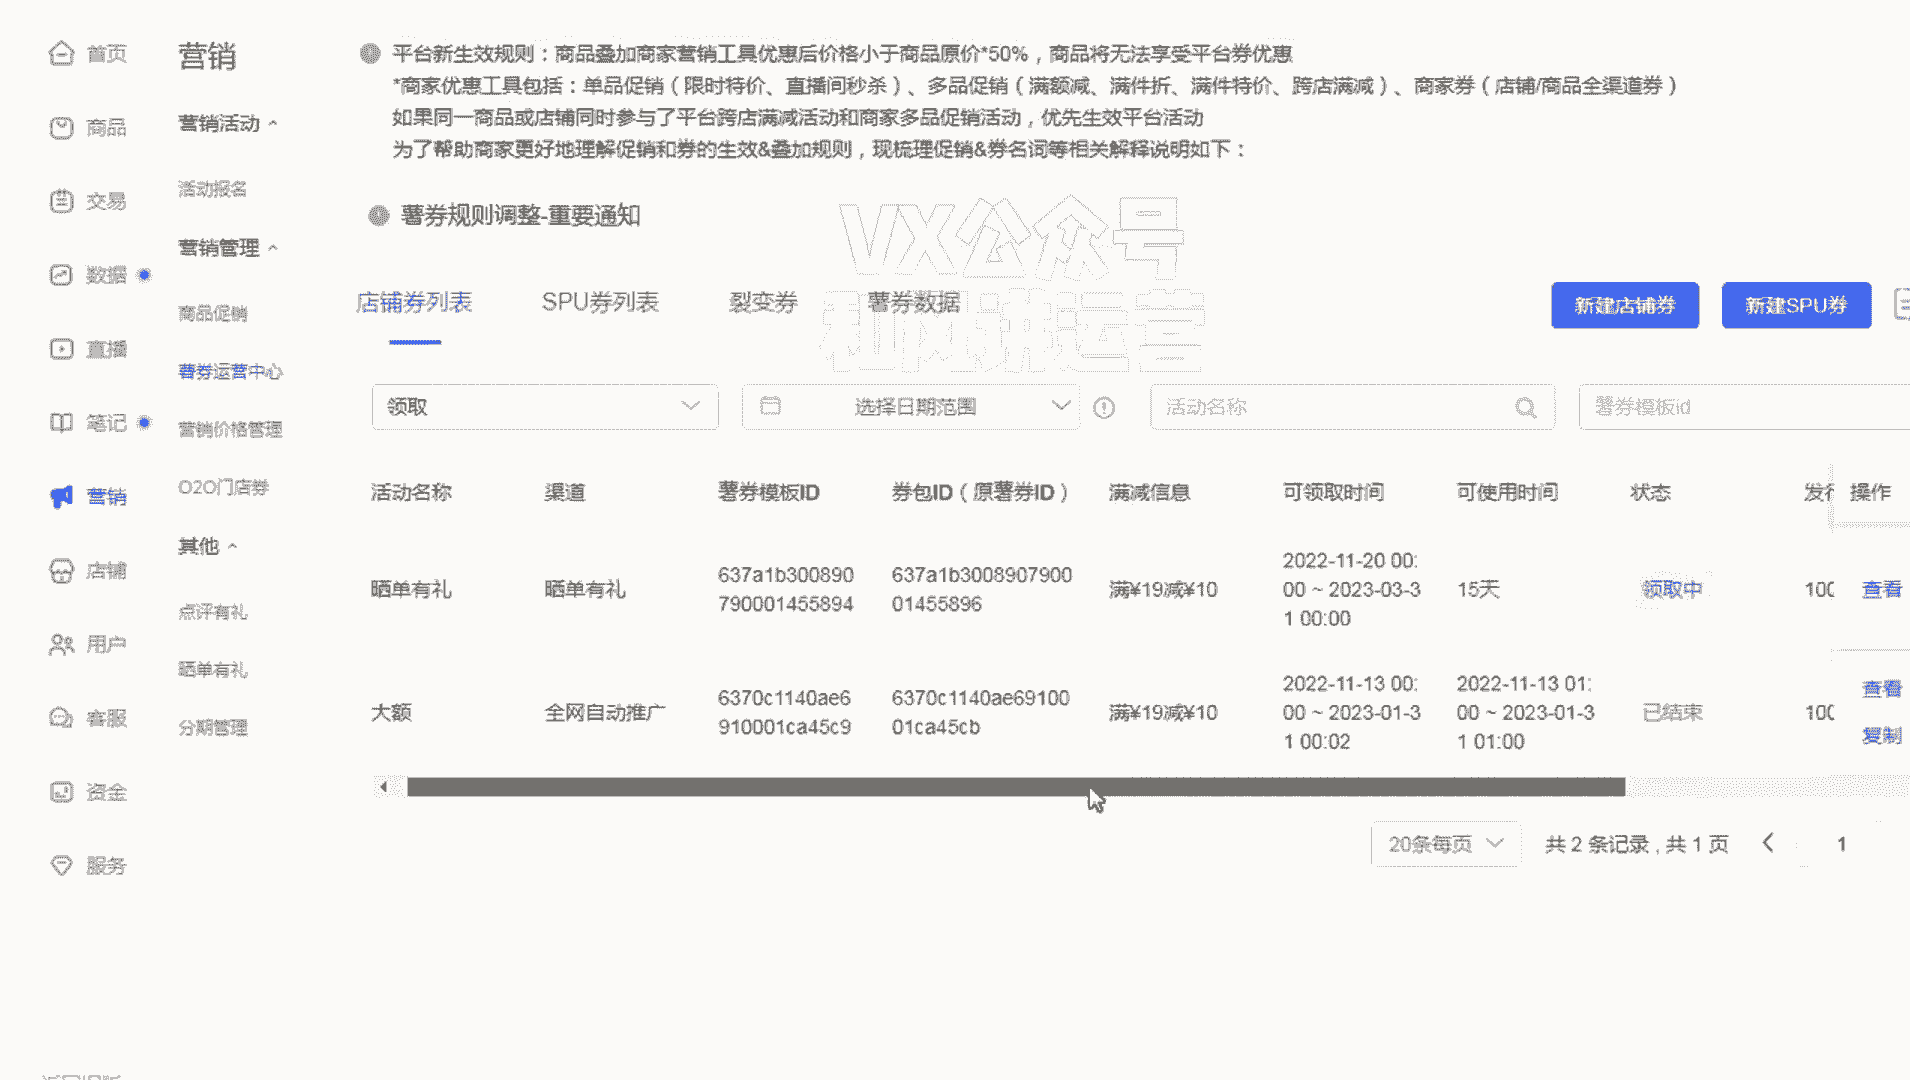 首页
商品
交易
数据
直播
笔记
营销
店铺
用户
客服
资金
服务
营销
营销活动
活动报名
营销管理
商品促销
薯券运营中心
营销价格管理
O2O门店券
其他
点评有礼
晒单有礼
分期管理
平台新生效规则：商品叠加商家营销工具优惠后价格小于商品原价*50%，商品将无法享受平台券优惠
*商家优惠工具包括：单品促销（限时特价、直播间秒杀）、多品促销（满额减、满件折、满件特价、跨店满减）、商家券（店铺/商品全渠道券）
如果同一商品或店铺同时参与了平台跨店满减活动和商家多品促销活动，优先生效平台活动
为了帮助商家更好地理解促销和券的生效&叠加规则，现梳理促销&券名词等相关解释说明如下：
薯券规则调整-重要通知
VX公众号
店铺券列表 SPU券列表 裂变券 薯券数据
新建店铺券 新建SPU券
领取 选择日期范围 活动名称 薯券模板id
活动名称 渠道 薯券模板ID 券包ID（原薯券ID） 满减信息 可领取时间 可使用时间 状态 发行 操作
晒单有礼 晒单有礼 637a1b300890 637a1b3008907900 满¥19减¥10 2022-11-20 00: 15天 领取中 100 查看
790001455894 01455896 00 ~ 2023-03-3
1 00:00
大额 全网自动推广 6370c1140ae6 6370c1140ae69100 满¥19减¥10 2022-11-13 00: 2022-11-13 01: 已结束 100 查看
910001ca45c9 01ca45cb 00 ~ 2023-01-3 00 ~ 2023-01-3 复制
1 00:02 1 01:00
20条每页 共 2 条记录 , 共 1 页 1